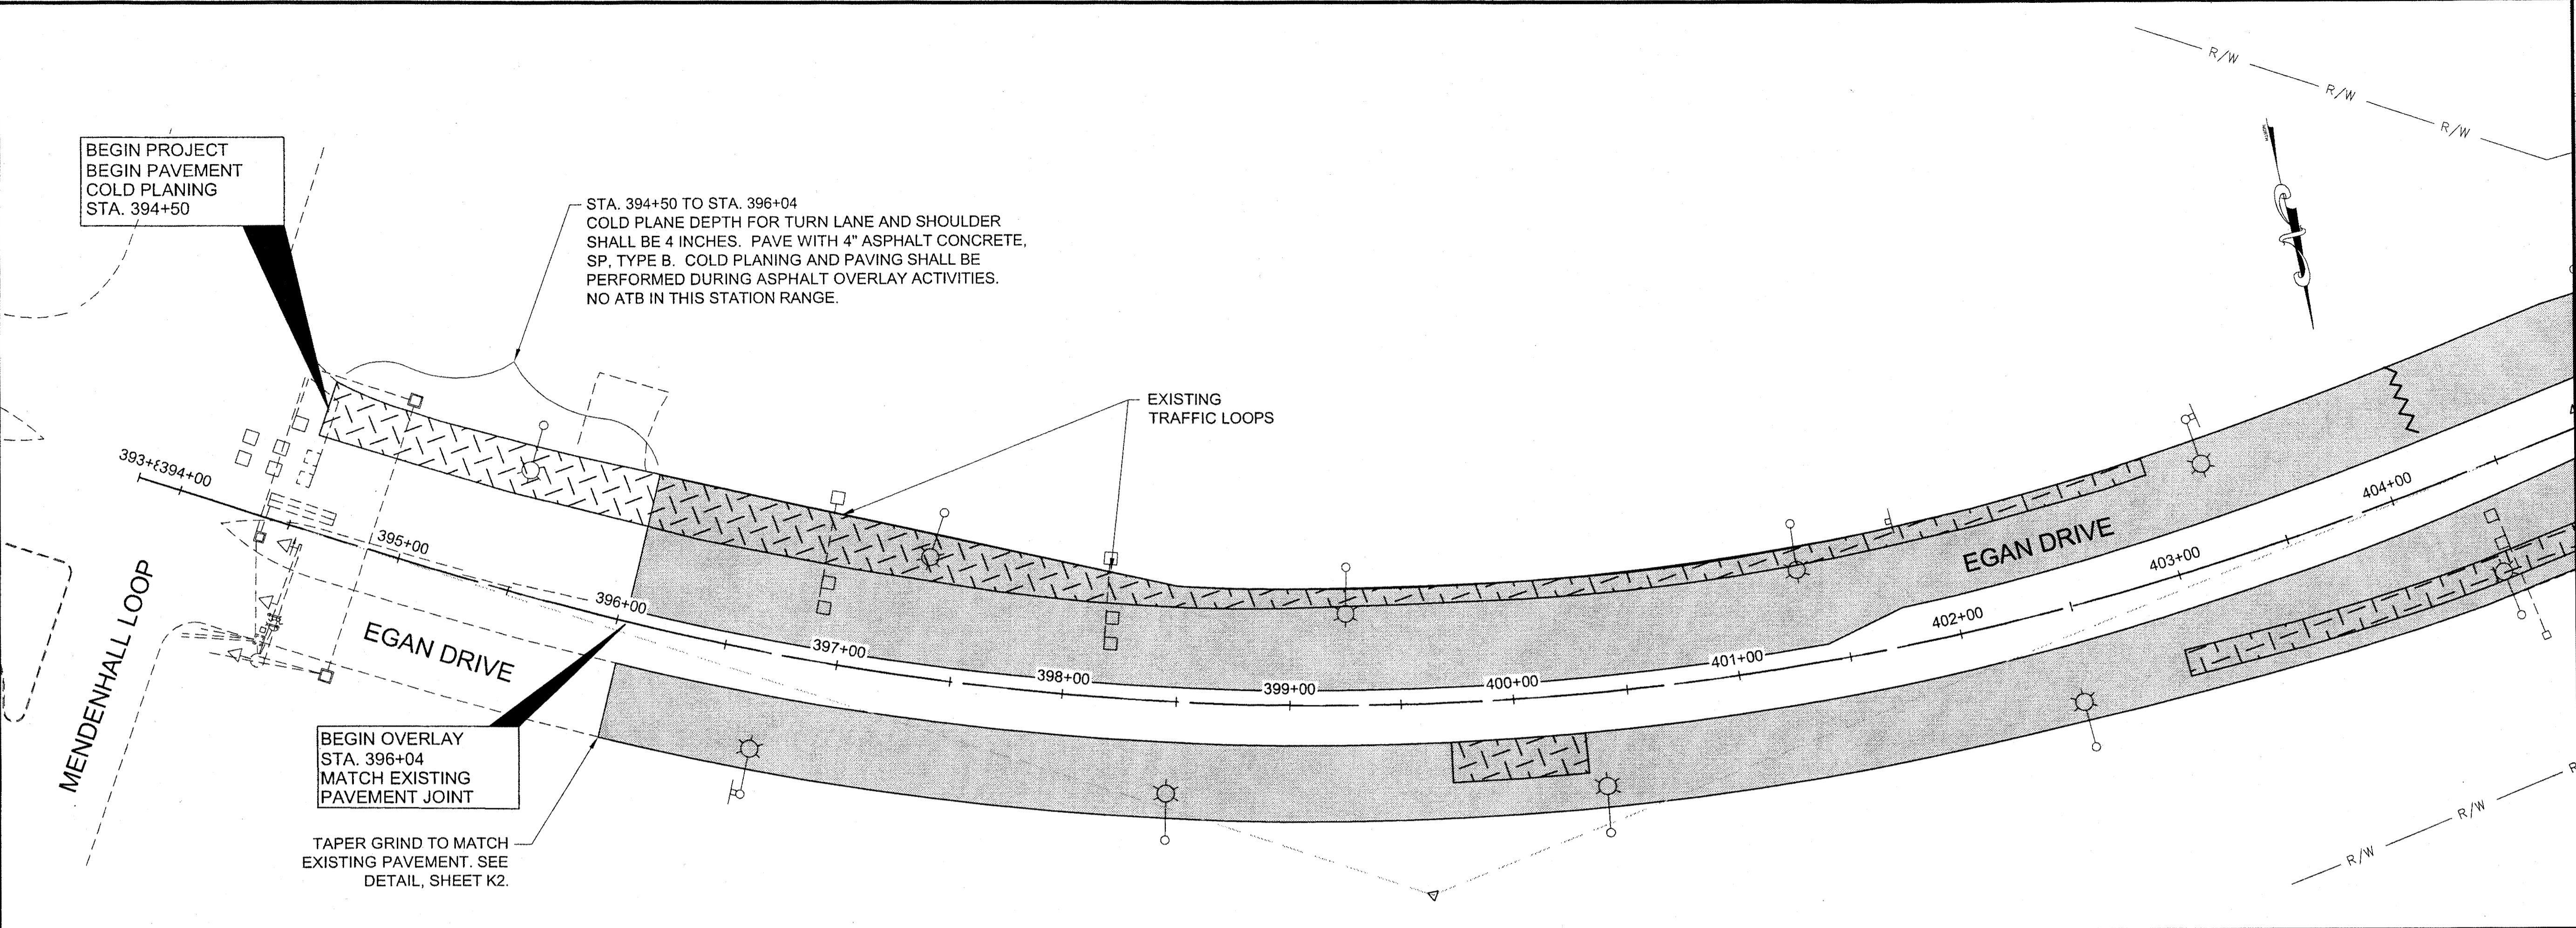 R/W
R/W
R/W
NORTH
BEGIN PROJECT
BEGIN PAVEMENT
COLD PLANING
STA. 394+50
STA. 394+50 TO STA. 396+04
COLD PLANE DEPTH FOR TURN LANE AND SHOULDER
SHALL BE 4 INCHES. PAVE WITH 4" ASPHALT CONCRETE,
SP, TYPE B. COLD PLANING AND PAVING SHALL BE
PERFORMED DURING ASPHALT OVERLAY ACTIVITIES.
NO ATB IN THIS STATION RANGE.
EXISTING
TRAFFIC LOOPS
394+00
395+00
396+00
397+00
398+00
399+00
400+00
401+00
402+00
403+00
404+00
EGAN DRIVE
EGAN DRIVE
MENDENHALL LOOP
BEGIN OVERLAY
STA. 396+04
MATCH EXISTING
PAVEMENT JOINT
TAPER GRIND TO MATCH
EXISTING PAVEMENT. SEE
DETAIL, SHEET K2.
R/W
R/W